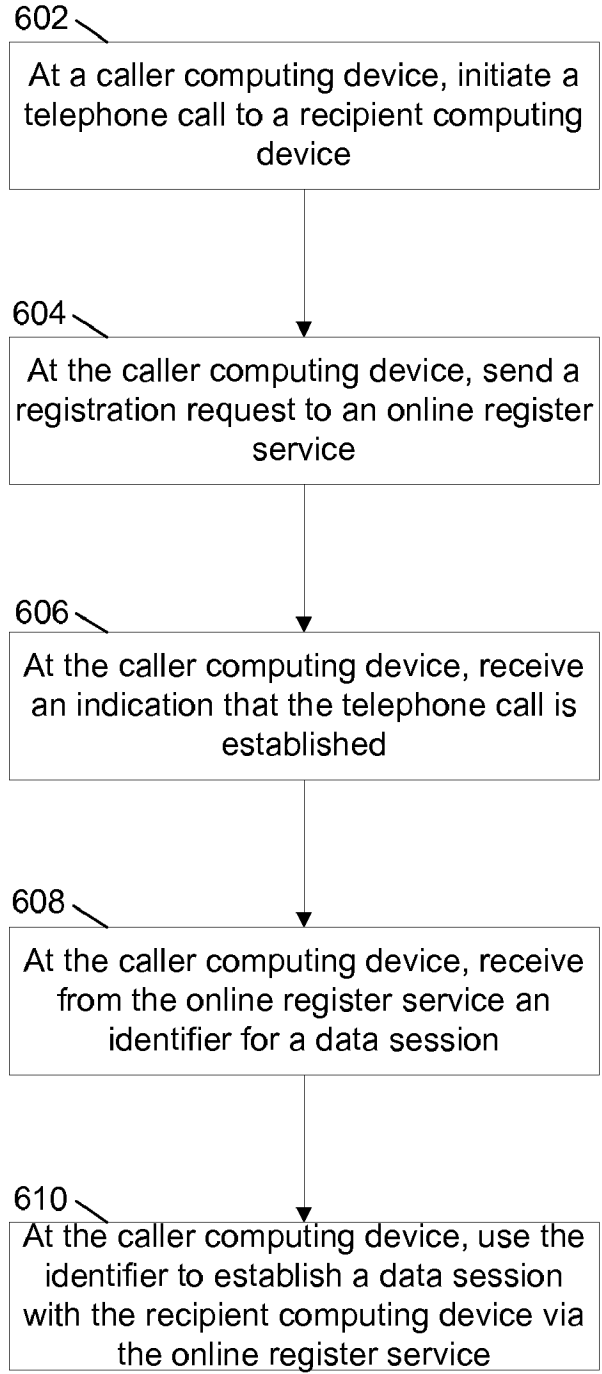 602
At a caller computing device, initiate a
telephone call to a recipient computing
device
604
At the caller computing device, send a
registration request to an online register
service
606
At the caller computing device, receive
an indication that the telephone call is
established
608
At the caller computing device, receive
from the online register service an
identifier for a data session
610
At the caller computing device, use the
identifier to establish a data session
with the recipient computing device via
the online register service